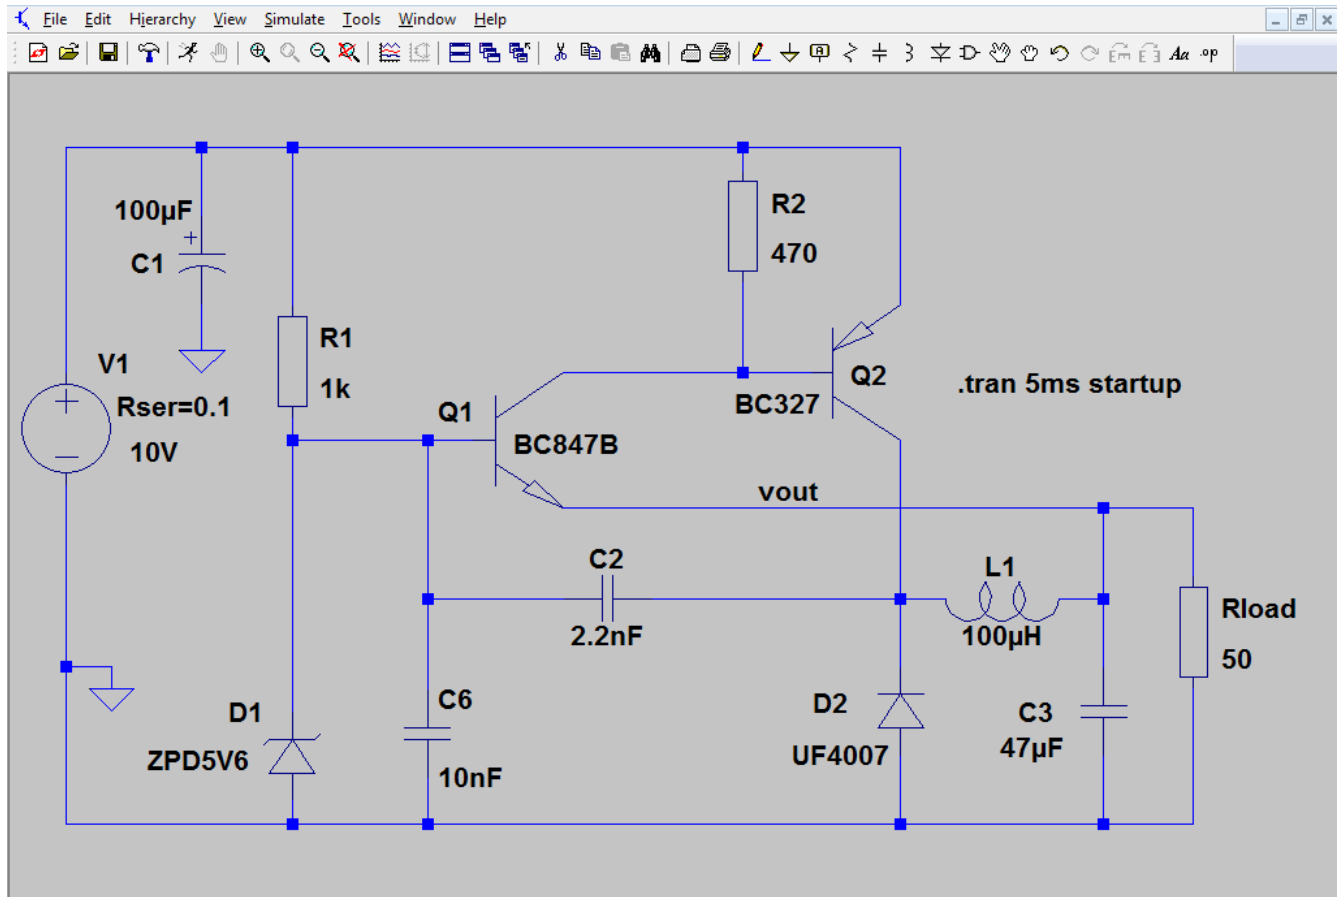 File Edit Hierarchy View Simulate Tools Window Help
Aa .op
100µF
+
C1
V1
Rser=0.1
10V
R1
1k
R2
470
Q1
BC847B
Q2
BC327
.tran 5ms startup
vout
C2
2.2nF
L1
100µH
Rload
50
C6
10nF
D1
ZPD5V6
D2
UF4007
C3
47µF